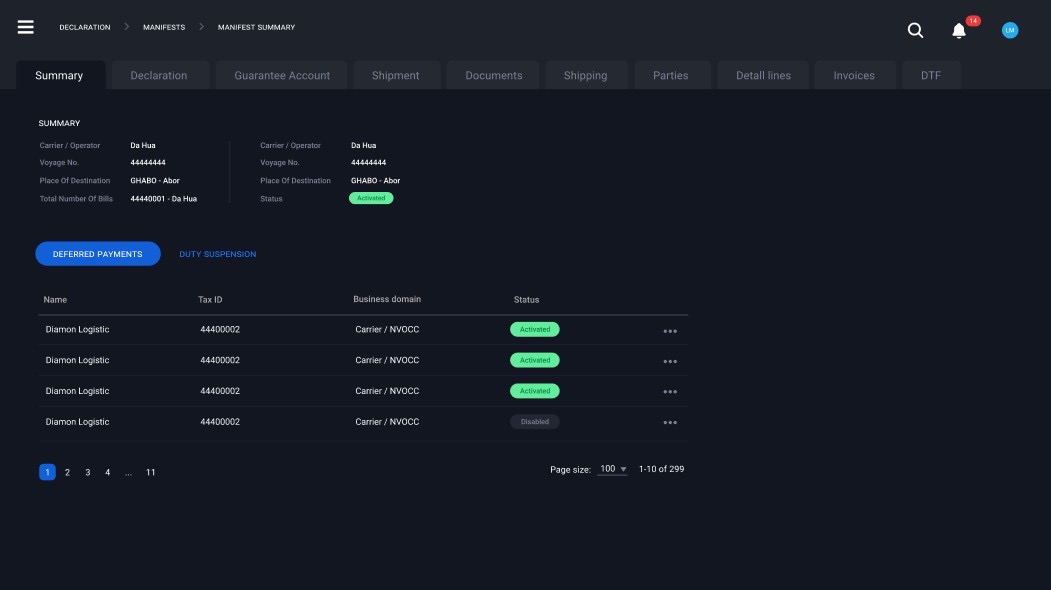 DECLARATION > MANIFESTS > MANIFEST SUMMARY
14
LM
Summary Declaration Guarantee Account Shipment Documents Shipping Parties Detail lines Invoices DTF
SUMMARY
Carrier / Operator Da Hua Carrier / Operator Da Hua
Voyage No. 44444444 Voyage No. 44444444
Place Of Destination GHABO - Abor Place Of Destination GHABO - Abor
Total Number Of Bills 44440001 - Da Hua Status Activated
DEFERRED PAYMENTS DUTY SUSPENSION
Name Tax ID Business domain Status
Diamon Logistic 44400002 Carrier / NVOCC Activated
Diamon Logistic 44400002 Carrier / NVOCC Activated
Diamon Logistic 44400002 Carrier / NVOCC Activated
Diamon Logistic 44400002 Carrier / NVOCC Disabled
1 2 3 4 ... 11 Page size: 100 1-10 of 299